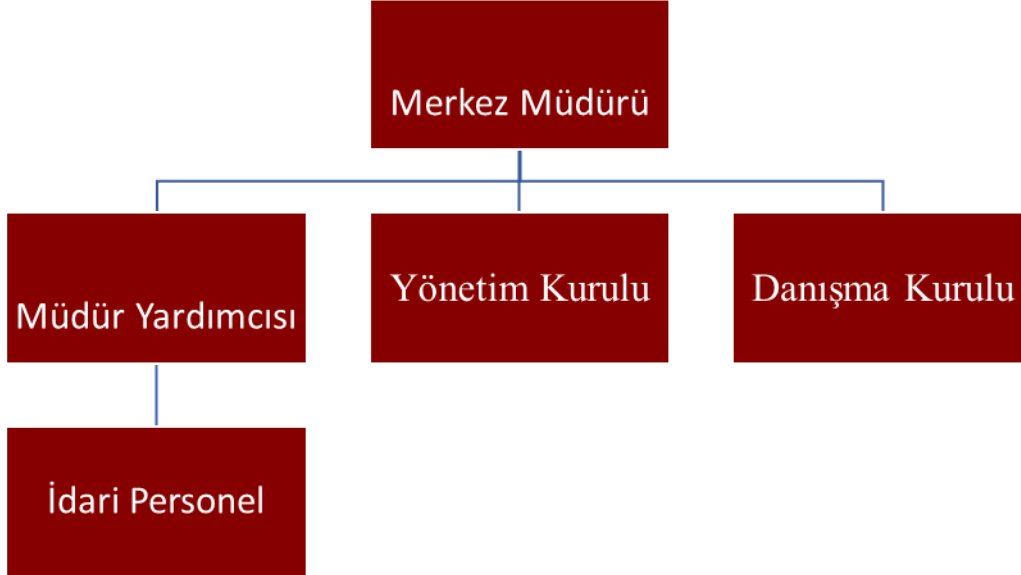 Merkez Müdürü
Müdür Yardımcısı
Yönetim Kurulu
Danışma Kurulu
İdari Personel